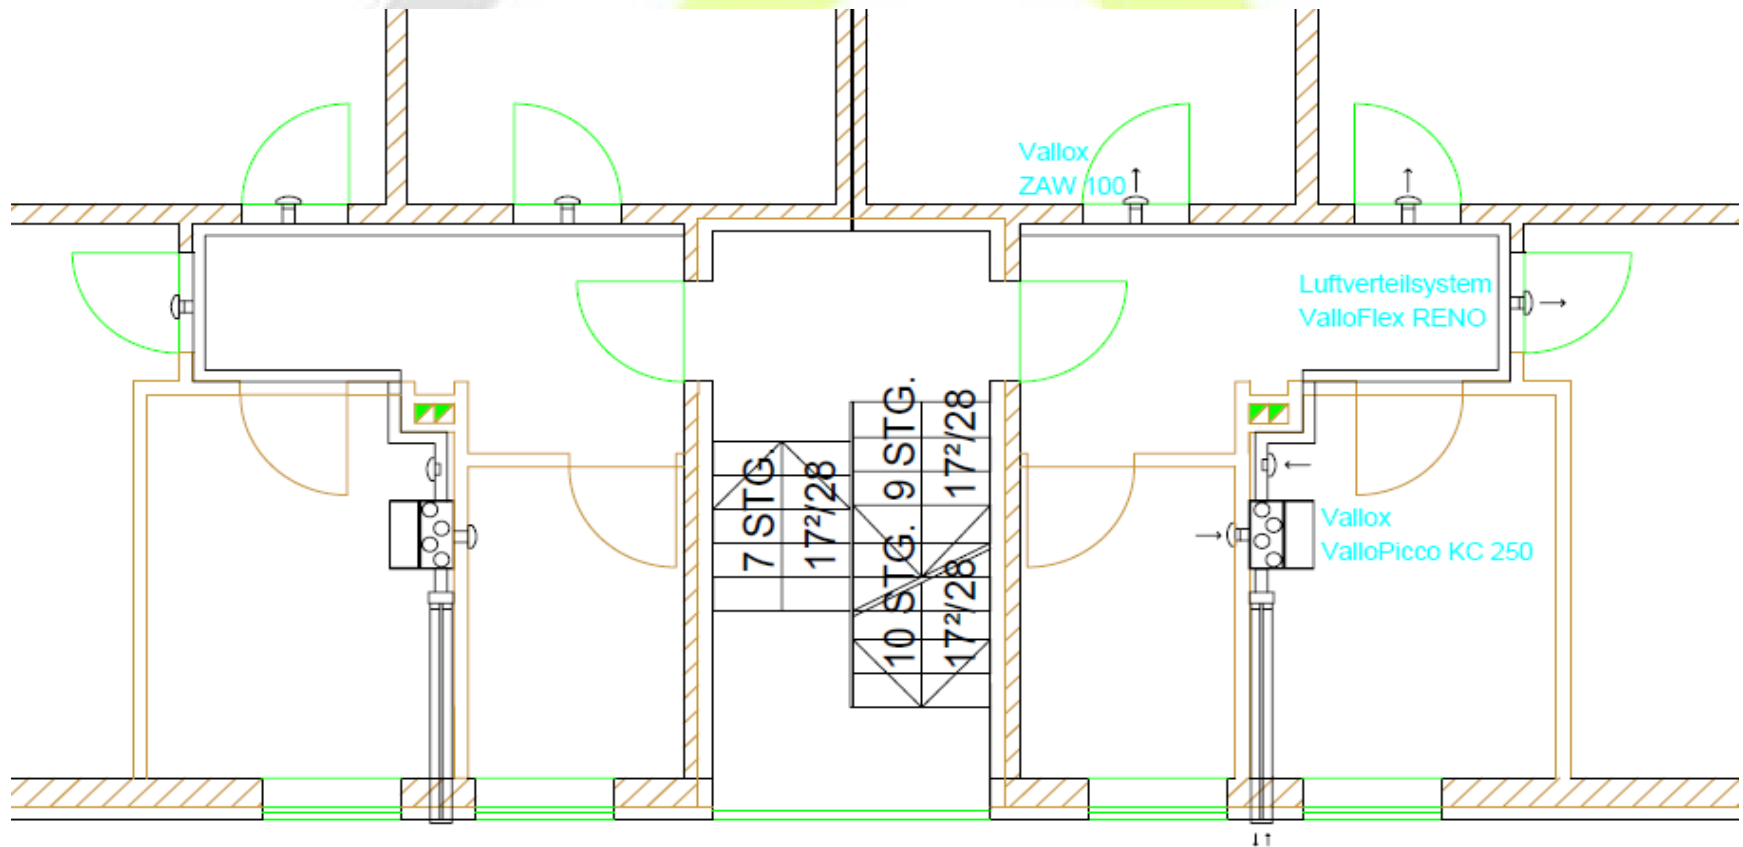 Vallox
ZAW 100
Luftverteilsystem
ValloFlex RENO
7 STG.
17²/28
10 STG. 9 STG.
17²/28 17²/28
Vallox
ValloPicco KC 250